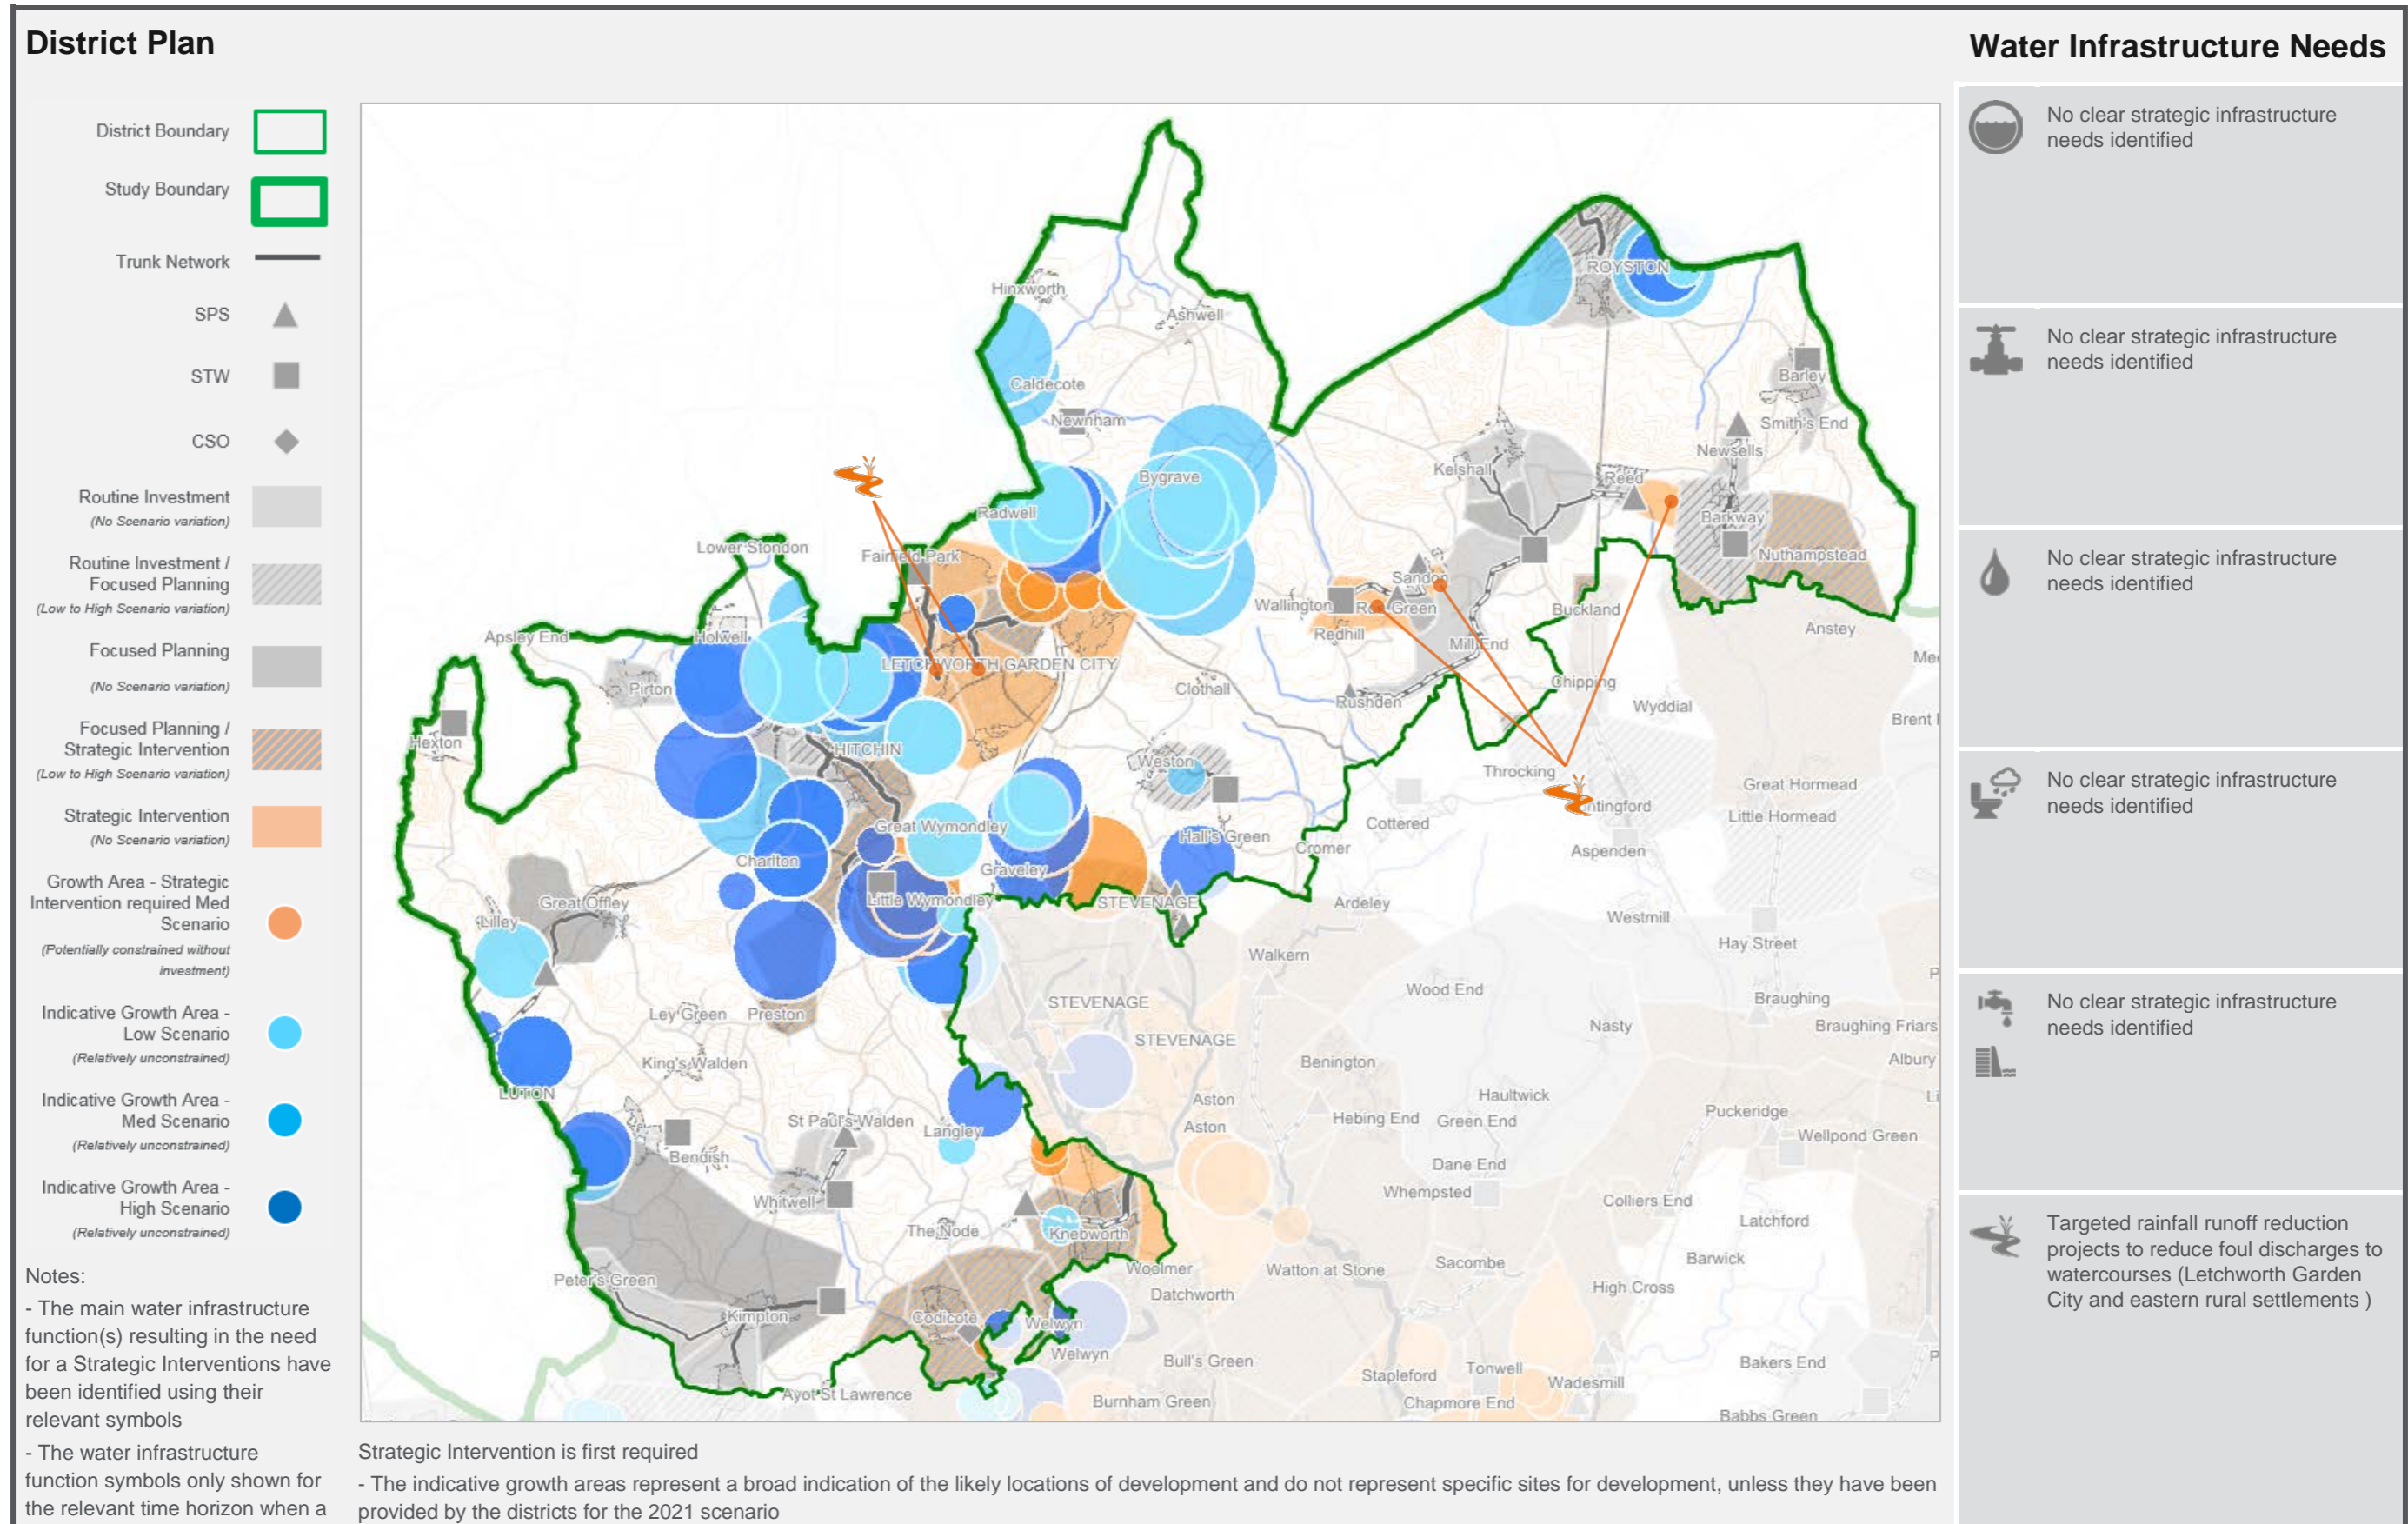 District Plan
District Boundary
Study Boundary
Trunk Network
SPS
STW
CSO
Routine Investment
(No Scenario variation)
Routine Investment /
Focused Planning
(Low to High Scenario variation)
Focused Planning
(No Scenario variation)
Focused Planning /
Strategic Intervention
(Low to High Scenario variation)
Strategic Intervention
(No Scenario variation)
Growth Area - Strategic
Intervention required Med
Scenario
(Potentially constrained without
investment)
Indicative Growth Area -
Low Scenario
(Relatively unconstrained)
Indicative Growth Area -
Med Scenario
(Relatively unconstrained)
Indicative Growth Area -
High Scenario
(Relatively unconstrained)
Notes:
- The main water infrastructure
function(s) resulting in the need
for a Strategic Interventions have
been identified using their
relevant symbols
- The water infrastructure
function symbols only shown for
the relevant time horizon when a
Strategic Intervention is first required
- The indicative growth areas represent a broad indication of the likely locations of development and do not represent specific sites for development, unless they have been
provided by the districts for the 2021 scenario
Hinxworth
Ashwell
ROYSTON
Caldecote
Newnham
Barley
Smith's End
Newsells
Bygrave
Kelshall
Reed
Radwell
Barkway
Lower Stondon
Fairfield Park
Nuthampstead
Sandon
Wallington
Roe Green
Buckland
Redhill
Anstey
Apsley End
Holwell
Mill End
LETCHWORTH GARDEN CITY
Pirton
Clothall
Chipping
Rushden
Wyddial
Hexton
HITCHIN
Weston
Throcking
Great Hormead
ntingford
Little Hormead
Great Wymondley
Hall's Green
Cottered
Cromer
Aspenden
Charlton
Graveley
Great Offley
Little Wymondley
STEVENAGE
Ardeley
Lilley
Westmill
Hay Street
Walkern
STEVENAGE
Wood End
Braughing
Ley Green
Preston
Nasty
Braughing Friars
STEVENAGE
King's Walden
Benington
Albury
LUTON
Aston
Haultwick
St Paul's Walden
Langley
Aston
Hebing End
Green End
Puckeridge
Wellpond Green
Bendish
Dane End
Whitwell
Whempsted
Colliers End
The Node
Knebworth
Latchford
Peter's Green
Woolmer
Watton at Stone
Sacombe
Barwick
Datchworth
High Cross
Kimpton
Codicote
Welwyn
Welwyn
Bull's Green
Stapleford
Tonwell
Bakers End
Ayot St Lawrence
Burnham Green
Chapmore End
Wadesmill
Babbs Green
Water Infrastructure Needs
No clear strategic infrastructure
needs identified
No clear strategic infrastructure
needs identified
No clear strategic infrastructure
needs identified
No clear strategic infrastructure
needs identified
No clear strategic infrastructure
needs identified
Targeted rainfall runoff reduction
projects to reduce foul discharges to
watercourses (Letchworth Garden
City and eastern rural settlements )